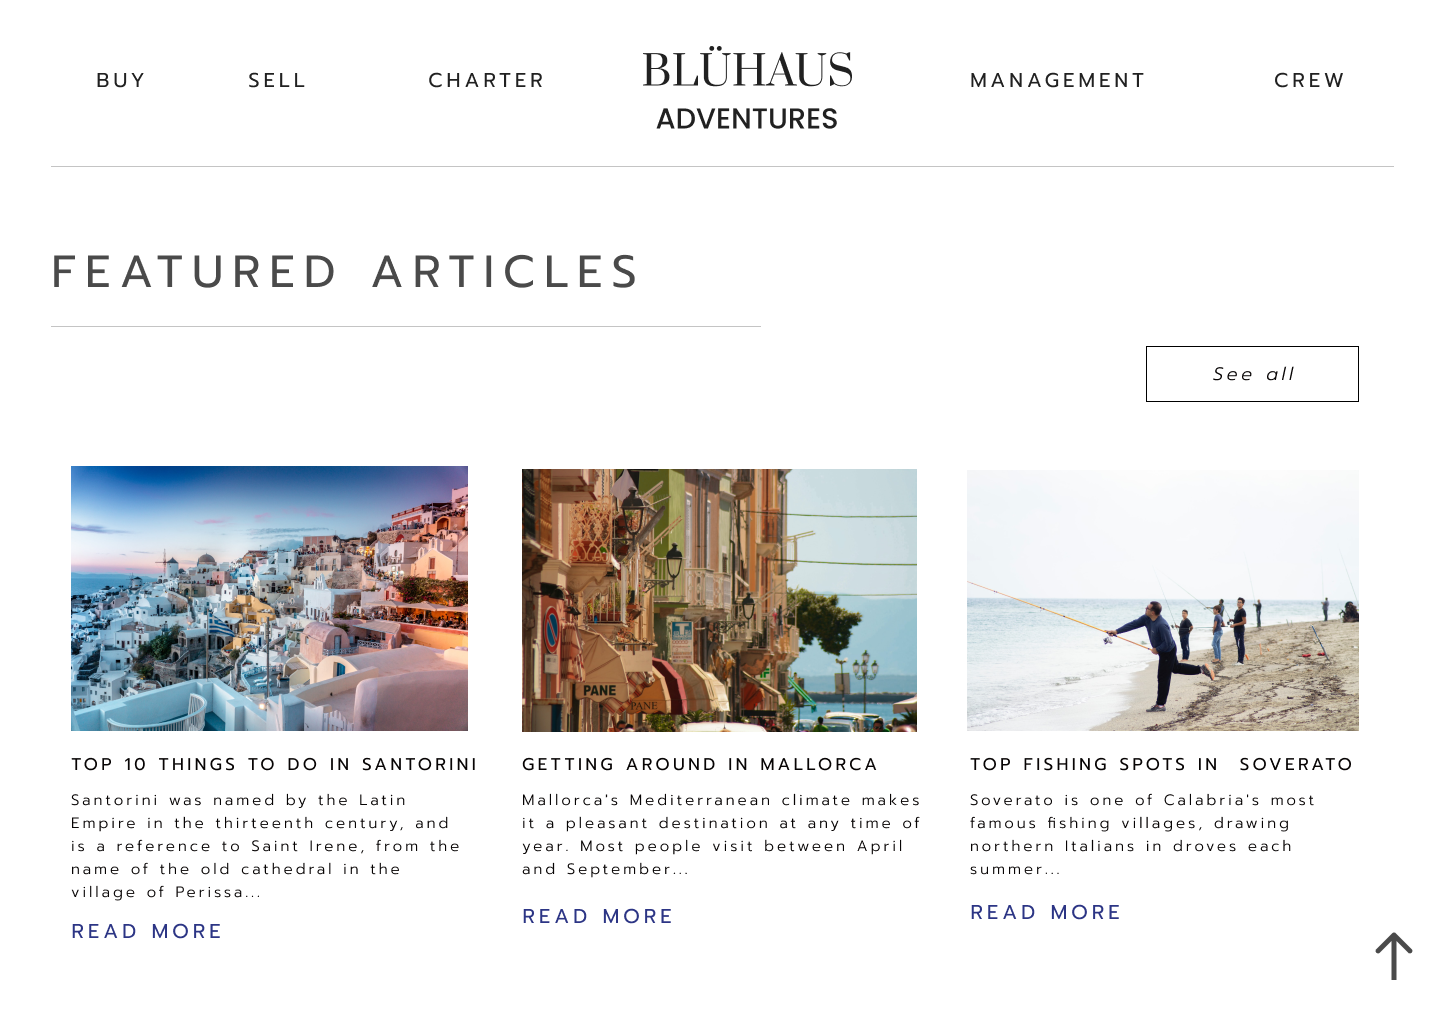 BUY SELL CHARTER BLÜHAUS MANAGEMENT CREW
ADVENTURES
FEATURED ARTICLES
See all
PANE
PANE
TOP 10 THINGS TO DO IN SANTORINI
Santorini was named by the Latin
Empire in the thirteenth century, and
is a reference to Saint Irene, from the
name of the old cathedral in the
village of Perissa...
READ MORE
GETTING AROUND IN MALLORCA
Mallorca's Mediterranean climate makes
it a pleasant destination at any time of
year. Most people visit between April
and September...
READ MORE
TOP FISHING SPOTS IN SOVERATO
Soverato is one of Calabria's most
famous fishing villages, drawing
northern Italians in droves each
summer...
READ MORE